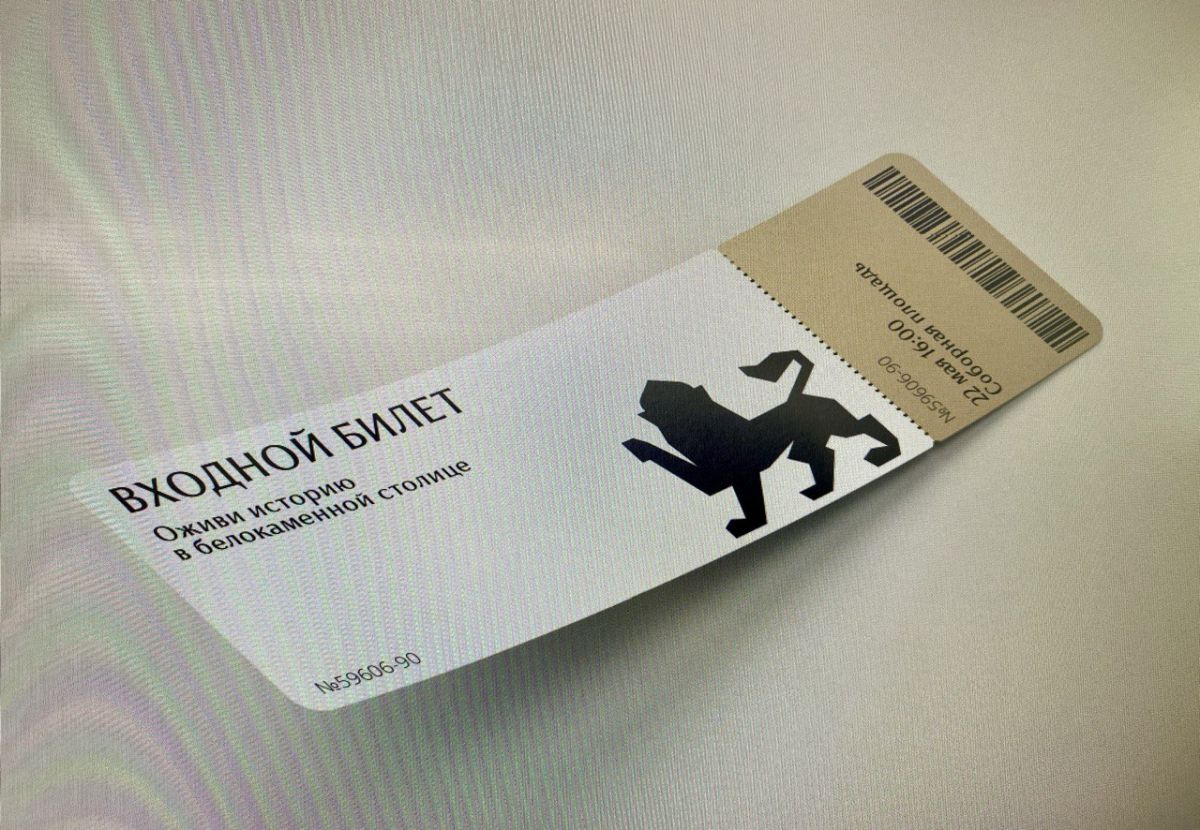 ВХОДНОЙ БИЛЕТ
Оживи историю
в белокаменной столице
№59606-90
№59606-90
22 мая 16:00
Соборная площадь